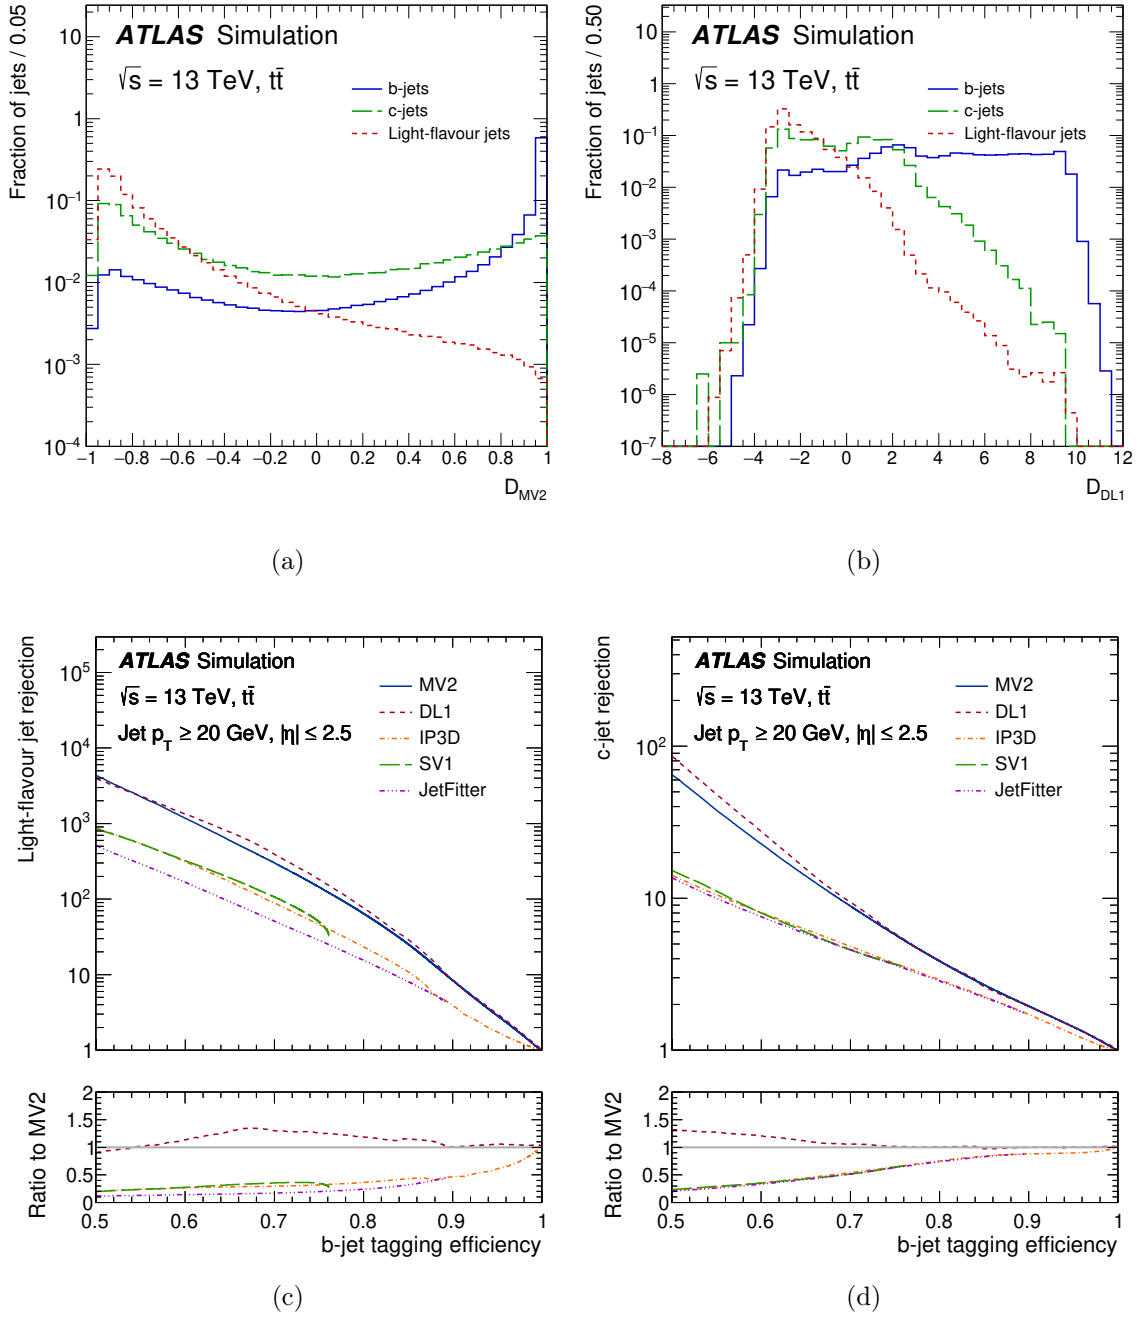 Fraction of jets / 0.05
ATLAS Simulation
√s = 13 TeV, tt̄
b-jets
c-jets
Light-flavour jets
10
1
10⁻¹
10⁻²
10⁻³
10⁻⁴
−1 −0.8 −0.6 −0.4 −0.2 0 0.2 0.4 0.6 0.8 1
D_MV2
(a)
Fraction of jets / 0.50
ATLAS Simulation
√s = 13 TeV, tt̄
b-jets
c-jets
Light-flavour jets
10
1
10⁻¹
10⁻²
10⁻³
10⁻⁴
10⁻⁵
10⁻⁶
10⁻⁷
−8 −6 −4 −2 0 2 4 6 8 10 12
D_DL1
(b)
Light-flavour jet rejection
ATLAS Simulation
√s = 13 TeV, tt̄
Jet p_T ≥ 20 GeV, |η| ≤ 2.5
MV2
DL1
IP3D
SV1
JetFitter
10⁵
10⁴
10³
10²
10
1
Ratio to MV2
2
1.5
1
0.5
0
0.5 0.6 0.7 0.8 0.9 1
b-jet tagging efficiency
(c)
c-jet rejection
ATLAS Simulation
√s = 13 TeV, tt̄
Jet p_T ≥ 20 GeV, |η| ≤ 2.5
MV2
DL1
IP3D
SV1
JetFitter
10²
10
1
Ratio to MV2
2
1.5
1
0.5
0
0.5 0.6 0.7 0.8 0.9 1
b-jet tagging efficiency
(d)